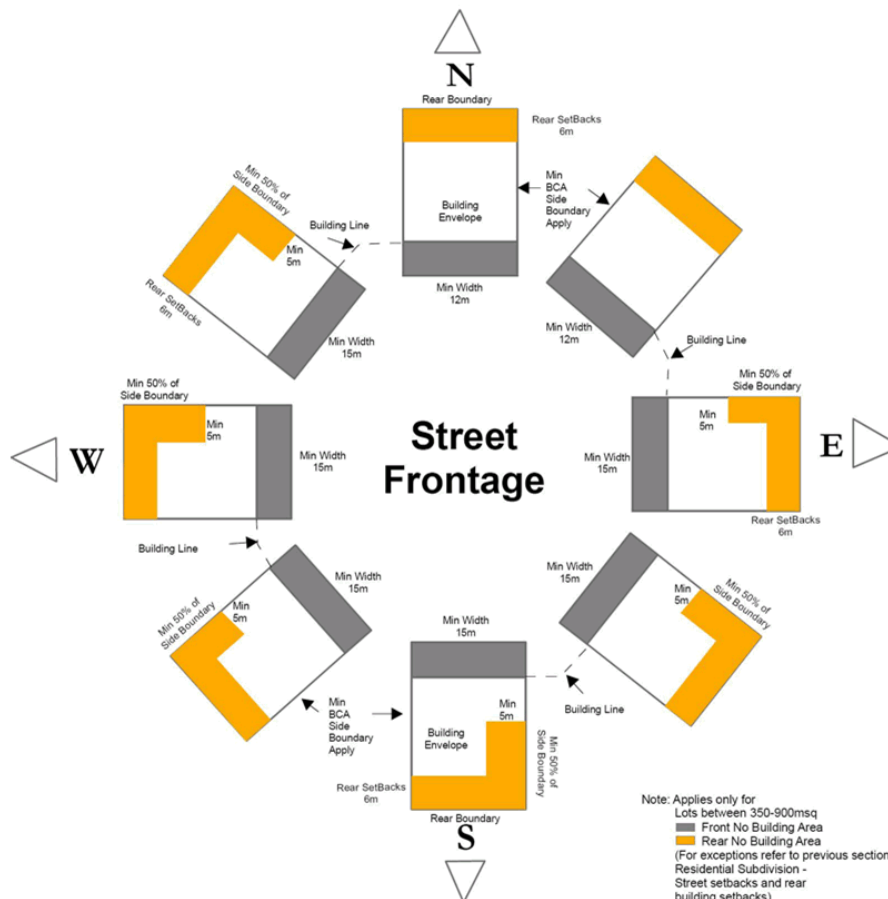 N
Rear Boundary
Rear SetBacks
6m
Min 50% of
Side Boundary
Building Line
Min
5m
Rear SetBacks
6m
Building
Envelope
Min
BCA
Side
Boundary
Apply
Min Width
12m
Min Width
15m
Min Width
12m
Building Line
Min 50% of
Side Boundary
Min
5m
W
Min Width
15m
Street
Frontage
Min 50% of
Side Boundary
Min
5m
Min Width
15m
E
Rear SetBacks
6m
Building Line
Min 50% of
Side Boundary
Min
5m
Min Width
15m
Min Width
15m
Min
5m
Min 50% of
Side Boundary
Min Width
15m
Min
BCA
Side
Boundary
Apply
Building
Envelope
Min
5m
Min 50% of
Side Boundary
Building Line
Rear SetBacks
6m
Rear Boundary
S
Note: Applies only for
Lots between 350-900msq
Front No Building Area
Rear No Building Area
(For exceptions refer to previous section
Residential Subdivision -
Street setbacks and rear
building setbacks)